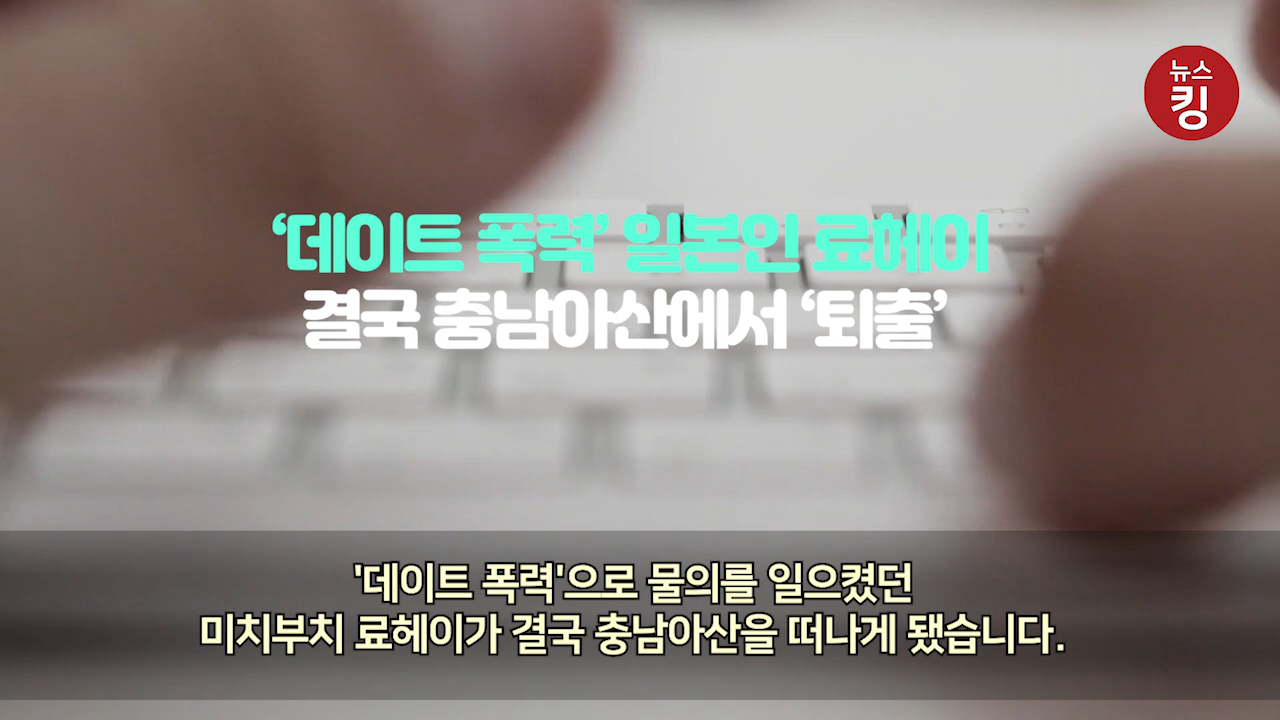 뉴스
킹
‘데이트 폭력’ 일본인 료헤이
결국 충남아산에서 ‘퇴출’
'데이트 폭력'으로 물의를 일으켰던
미치부치 료헤이가 결국 충남아산을 떠나게 됐습니다.